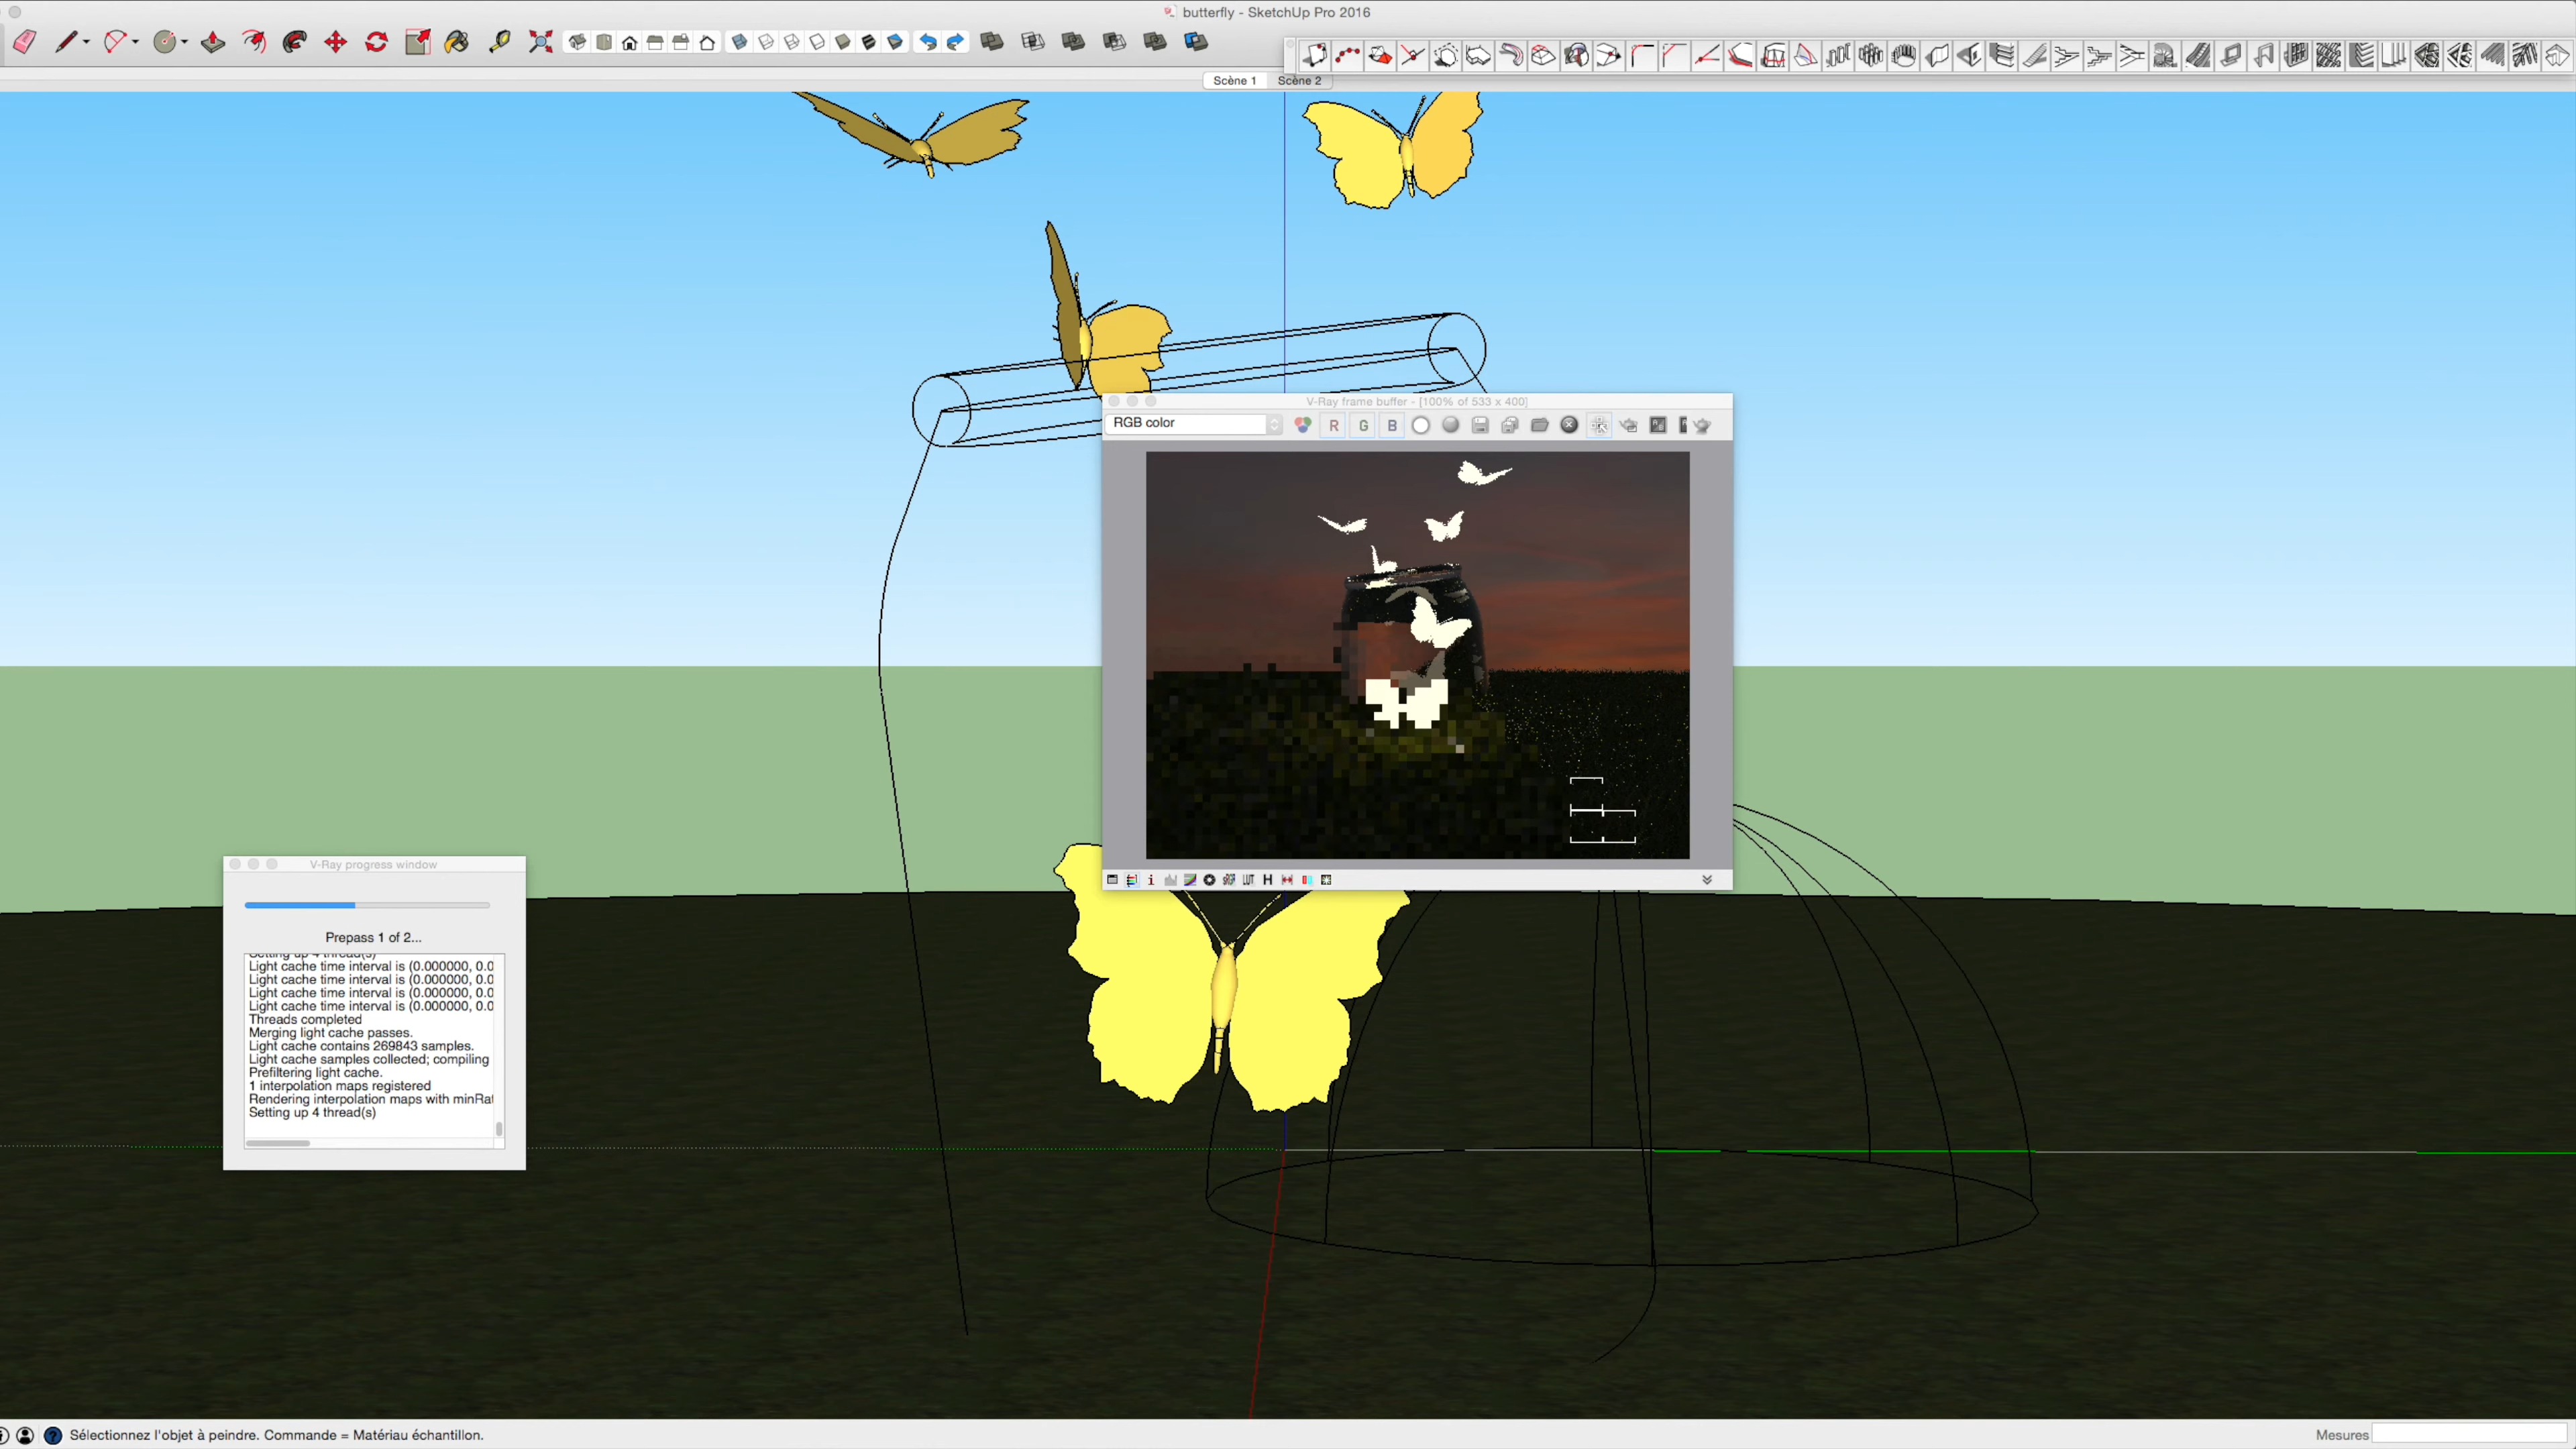 butterfly - SketchUp Pro 2016
Scène 1
Scène 2
V-Ray frame buffer - [100% of 533 x 400]
RGB color
R
G
B
i
LUT
H
V-Ray progress window
Prepass 1 of 2...
Setting up 4 thread(s)
Light cache time interval is (0.000000, 0.0
Light cache time interval is (0.000000, 0.0
Light cache time interval is (0.000000, 0.0
Light cache time interval is (0.000000, 0.0
Threads completed
Merging light cache passes.
Light cache contains 269843 samples.
Light cache samples collected; compiling
Prefiltering light cache.
1 interpolation maps registered
Rendering interpolation maps with minRat
Setting up 4 thread(s)
Sélectionnez l'objet à peindre. Commande = Matériau échantillon.
Mesures